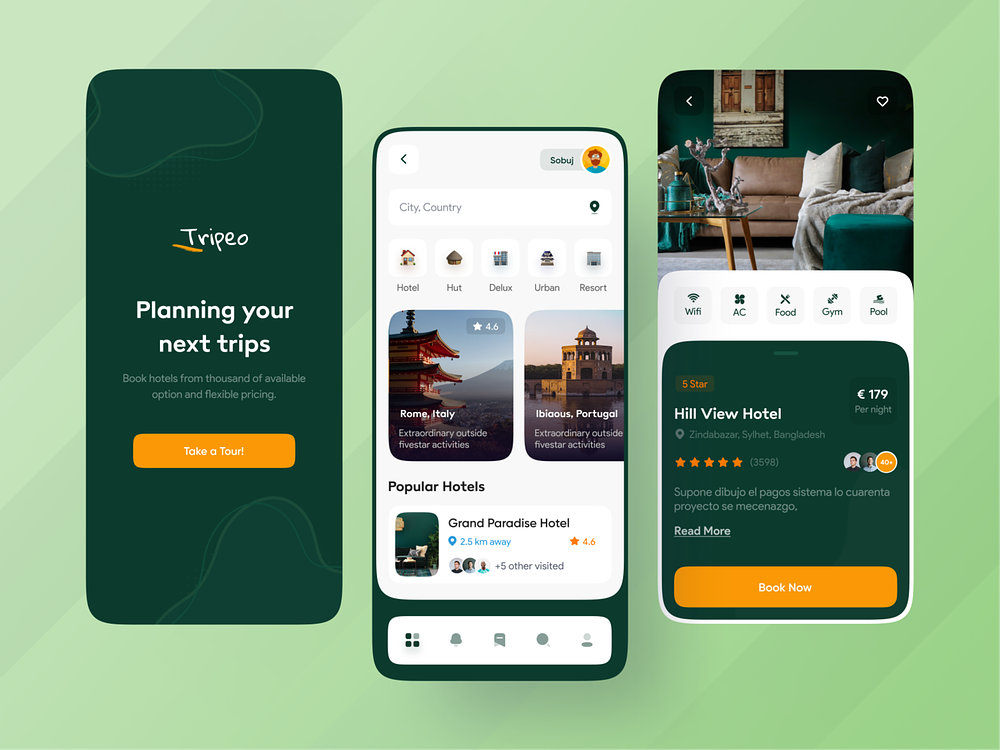 Tripeo
Planning your
next trips
Book hotels from thousand of available
option and flexible pricing.
Take a Tour!
Sobuj
City, Country
Hotel
Hut
Delux
Urban
Resort
4.6
Rome, Italy
Extraordinary outside
fivestar activities
Ibiaous, Portugal
Extraordinary outside
fivestar activities
Popular Hotels
Grand Paradise Hotel
2.5 km away
4.6
+5 other visited
Wifi
AC
Food
Gym
Pool
5 Star
€ 179
Per night
Hill View Hotel
Zindabazar, Sylhet, Bangladesh
(3598)
40+
Supone dibujo el pagos sistema lo cuarenta
proyecto se mecenazgo,
Read More
Book Now